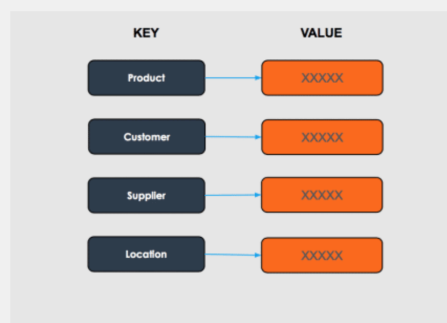 KEY VALUE
Product XXXXX
Customer XXXXX
Supplier XXXXX
Location XXXXX